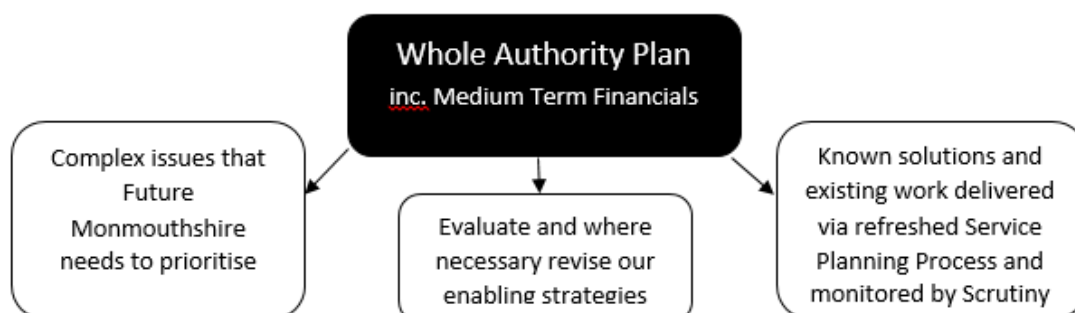 Whole Authority Plan
inc. Medium Term Financials
Complex issues that
Future
Monmouthshire
needs to prioritise
Evaluate and where
necessary revise our
enabling strategies
Known solutions and
existing work delivered
via refreshed Service
Planning Process and
monitored by Scrutiny